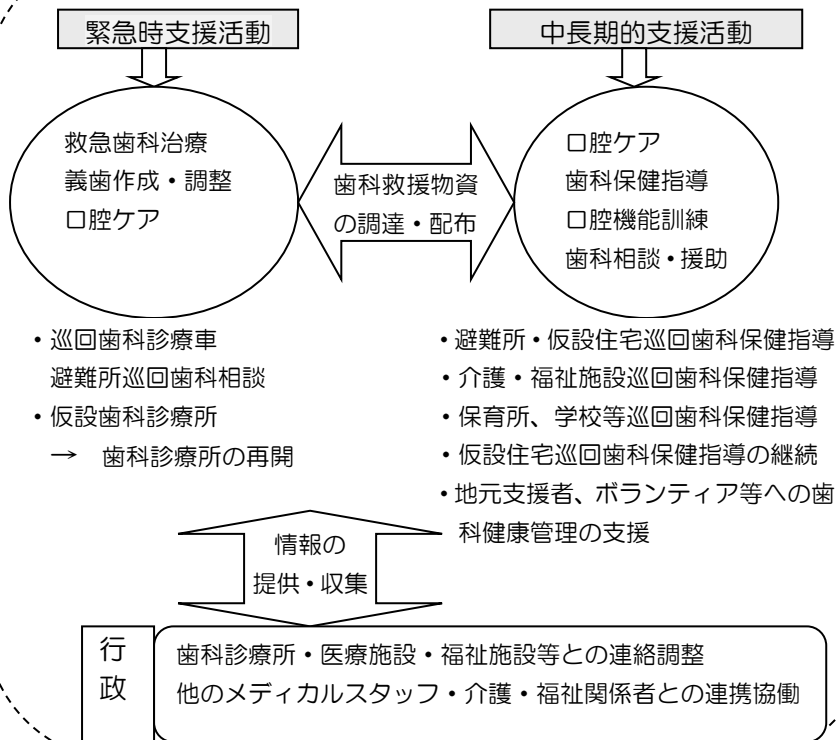 緊急時支援活動
中長期的支援活動
救急歯科治療
義歯作成・調整
口腔ケア
歯科救援物資
の調達・配布
口腔ケア
歯科保健指導
口腔機能訓練
歯科相談・援助
・巡回歯科診療車
避難所巡回歯科相談
・仮設歯科診療所
→ 歯科診療所の再開
・避難所・仮設住宅巡回歯科保健指導
・介護・福祉施設巡回歯科保健指導
・保育所、学校等巡回歯科保健指導
・仮設住宅巡回歯科保健指導の継続
・地元支援者、ボランティア等への歯
科健康管理の支援
情報の
提供・収集
行政
歯科診療所・医療施設・福祉施設等との連絡調整
他のメディカルスタッフ・介護・福祉関係者との連携協働